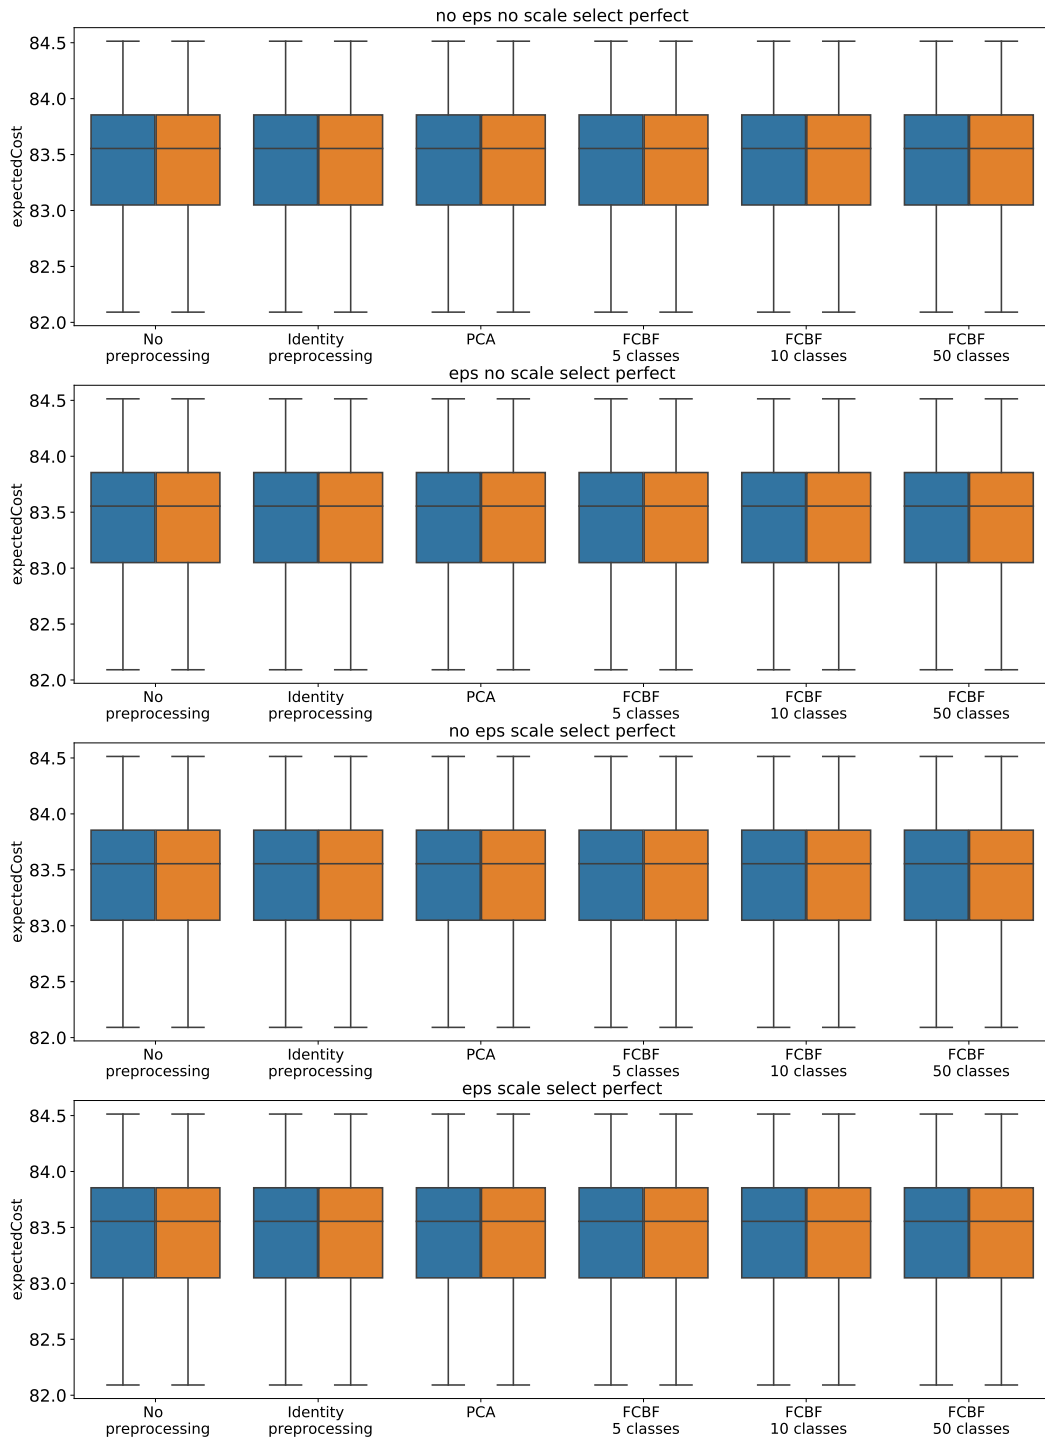 no eps no scale select perfect
expectedCost
84.5
84.0
83.5
83.0
82.5
82.0
No preprocessing
Identity preprocessing
PCA
FCBF 5 classes
FCBF 10 classes
FCBF 50 classes
eps no scale select perfect
expectedCost
84.5
84.0
83.5
83.0
82.5
82.0
No preprocessing
Identity preprocessing
PCA
FCBF 5 classes
FCBF 10 classes
FCBF 50 classes
no eps scale select perfect
expectedCost
84.5
84.0
83.5
83.0
82.5
82.0
No preprocessing
Identity preprocessing
PCA
FCBF 5 classes
FCBF 10 classes
FCBF 50 classes
eps scale select perfect
expectedCost
84.5
84.0
83.5
83.0
82.5
82.0
No preprocessing
Identity preprocessing
PCA
FCBF 5 classes
FCBF 10 classes
FCBF 50 classes